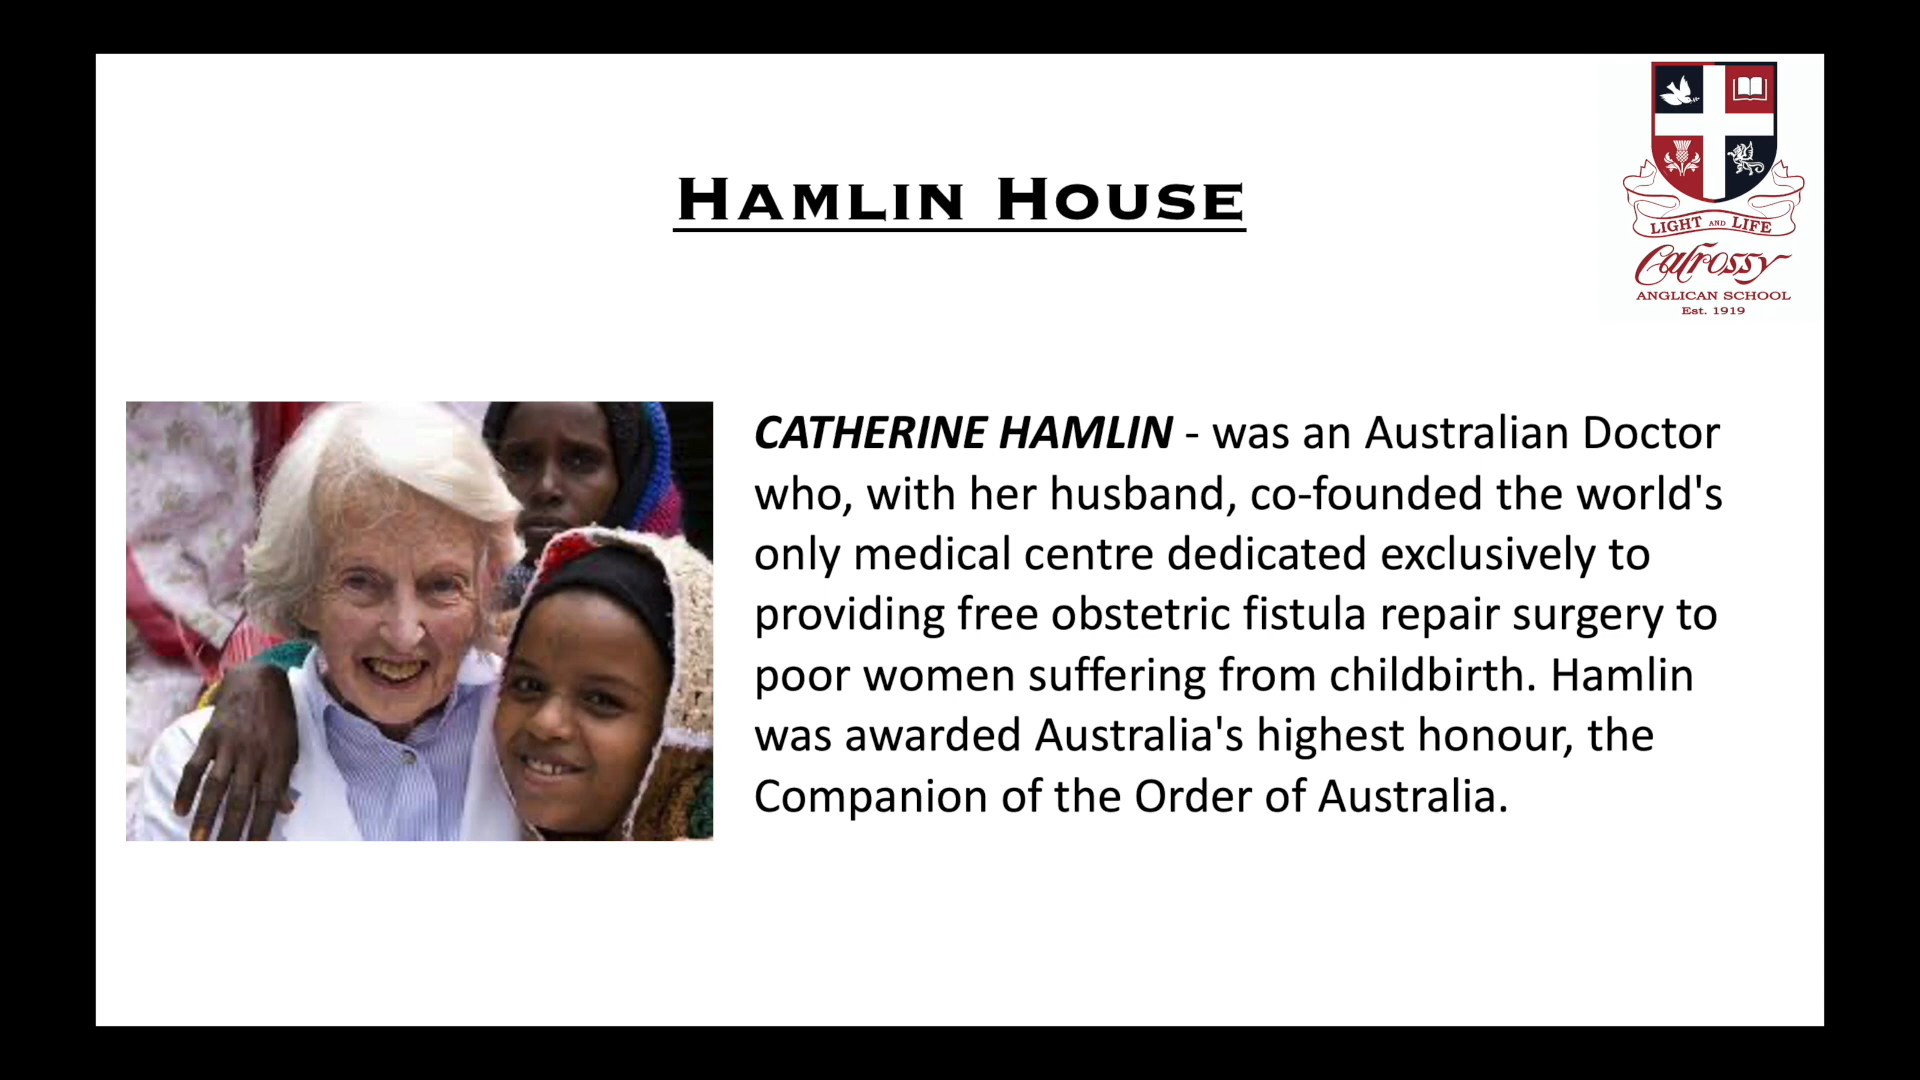 HAMLIN HOUSE
LIGHT AND LIFE
Calrossy
ANGLICAN SCHOOL
Est. 1919
CATHERINE HAMLIN - was an Australian Doctor
who, with her husband, co-founded the world's
only medical centre dedicated exclusively to
providing free obstetric fistula repair surgery to
poor women suffering from childbirth. Hamlin
was awarded Australia's highest honour, the
Companion of the Order of Australia.